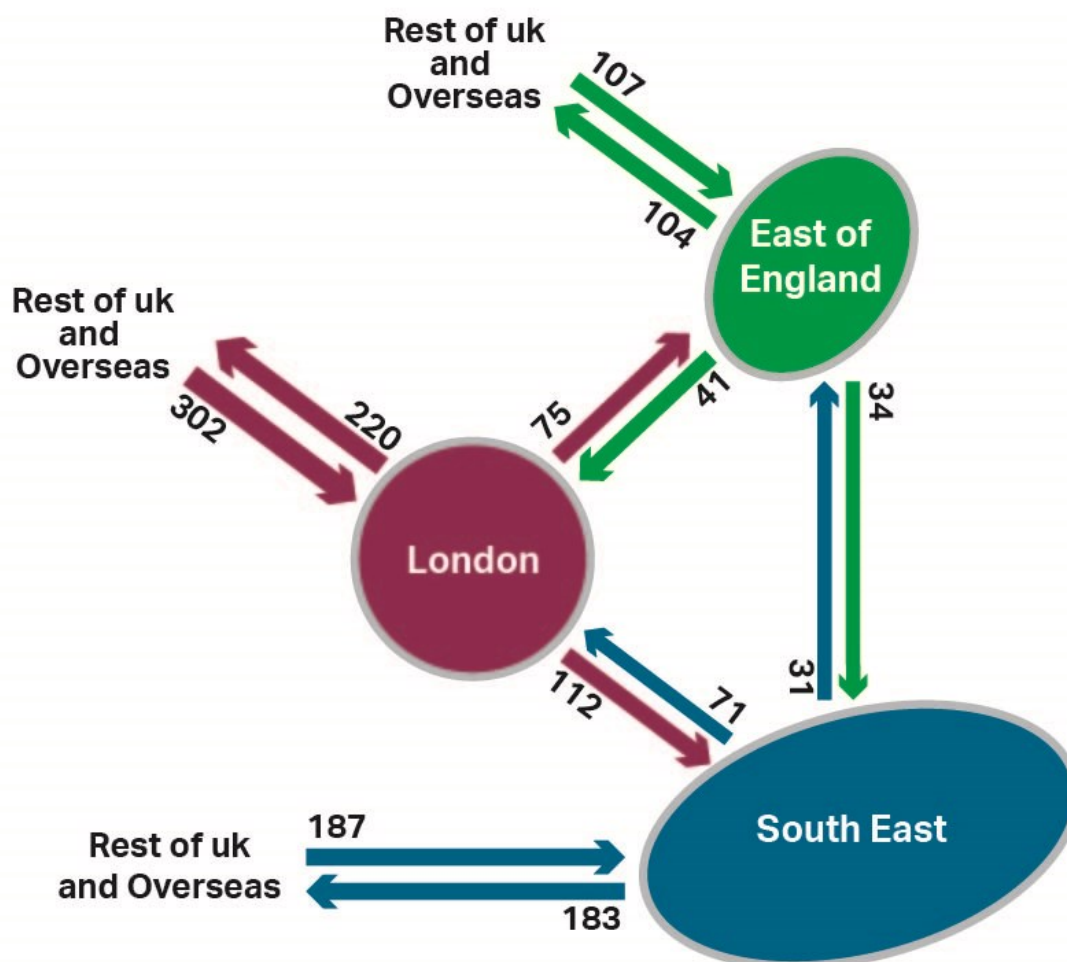 Rest of uk
and
Overseas
107
104
East of
England
Rest of uk
and
Overseas
302
220
75
41
34
London
31
112
71
187
South East
Rest of uk
and Overseas
183